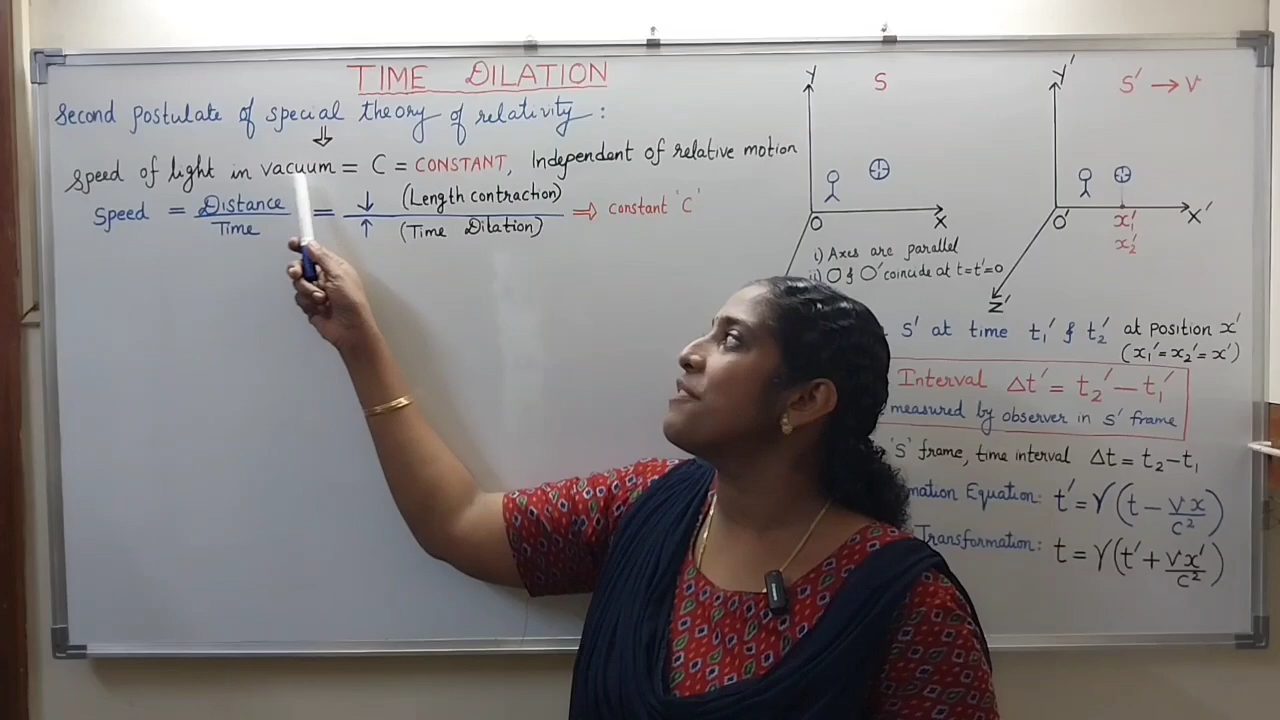 TIME DILATION
Second postulate of special theory of relativity :
⇓
Speed of light in vacuum = C = CONSTANT, Independent of relative motion
Speed = Distance / Time = ↓ (Length contraction) / ↑ (Time Dilation) ⇒ constant 'C'
Y
S
X
O
Y'
S' → V
X'
O'
Z'
x₁'
x₂'
i) Axes are parallel
ii) O & O' coincide at t=t'=0
S' at time t₁' & t₂' at position x'
(x₁'=x₂'=x')
Interval Δt' = t₂' − t₁'
measured by observer in S' frame
'S' frame, time interval Δt = t₂ − t₁
mation Equation: t' = γ(t − vx/c²)
Transformation: t = γ(t' + vx'/c²)